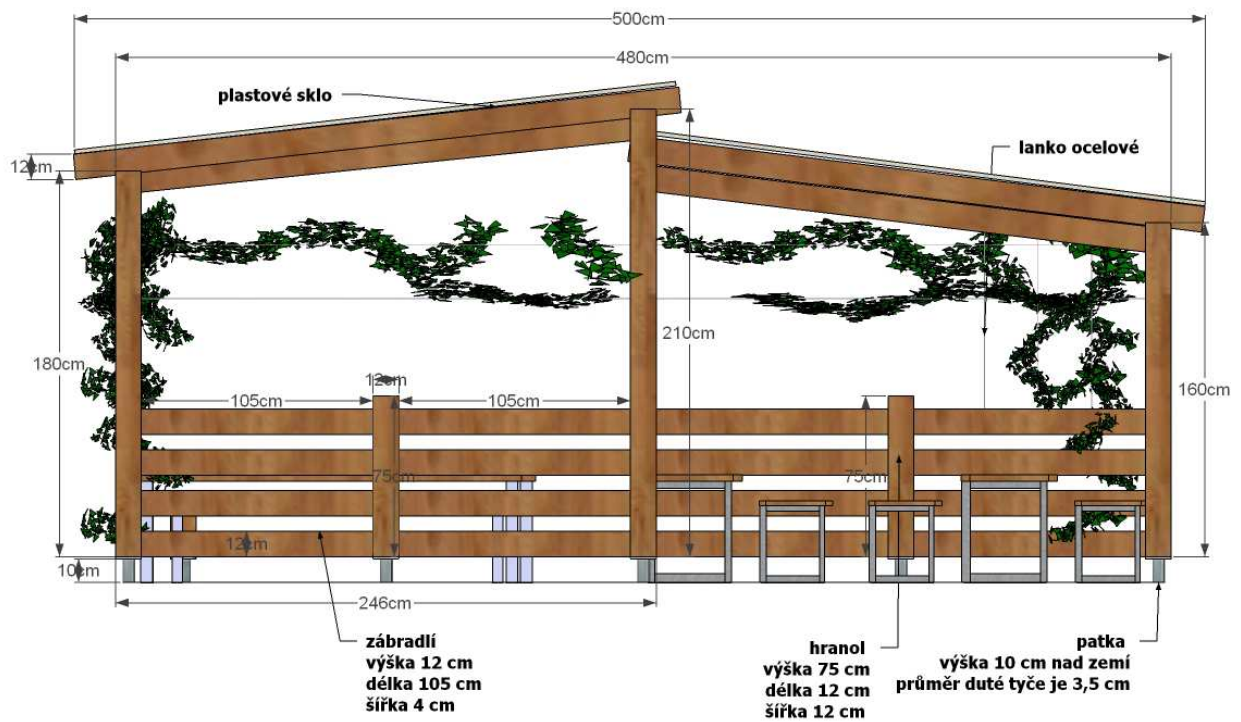 500cm
480cm
plastové sklo
lanko ocelové
12cm
180cm
210cm
160cm
12cm
105cm
105cm
75cm
75cm
12cm
10cm
246cm
zábradlí
výška 12 cm
délka 105 cm
šířka 4 cm
hranol
výška 75 cm
délka 12 cm
šířka 12 cm
patka
výška 10 cm nad zemí
průměr duté tyče je 3,5 cm